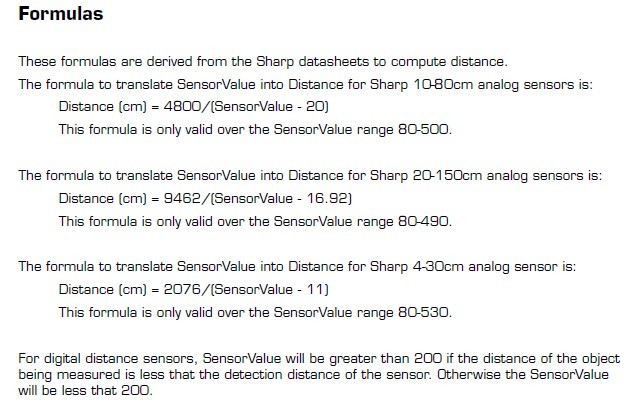 Formulas
These formulas are derived from the Sharp datasheets to compute distance.
The formula to translate SensorValue into Distance for Sharp 10-80cm analog sensors is:
Distance (cm) = 4800/(SensorValue - 20)
This formula is only valid over the SensorValue range 80-500.
The formula to translate SensorValue into Distance for Sharp 20-150cm analog sensors is:
Distance (cm) = 9462/(SensorValue - 16.92)
This formula is only valid over the SensorValue range 80-490.
The formula to translate SensorValue into Distance for Sharp 4-30cm analog sensor is:
Distance (cm) = 2076/(SensorValue - 11)
This formula is only valid over the SensorValue range 80-530.
For digital distance sensors, SensorValue will be greater than 200 if the distance of the object
being measured is less that the detection distance of the sensor. Otherwise the SensorValue
will be less that 200.